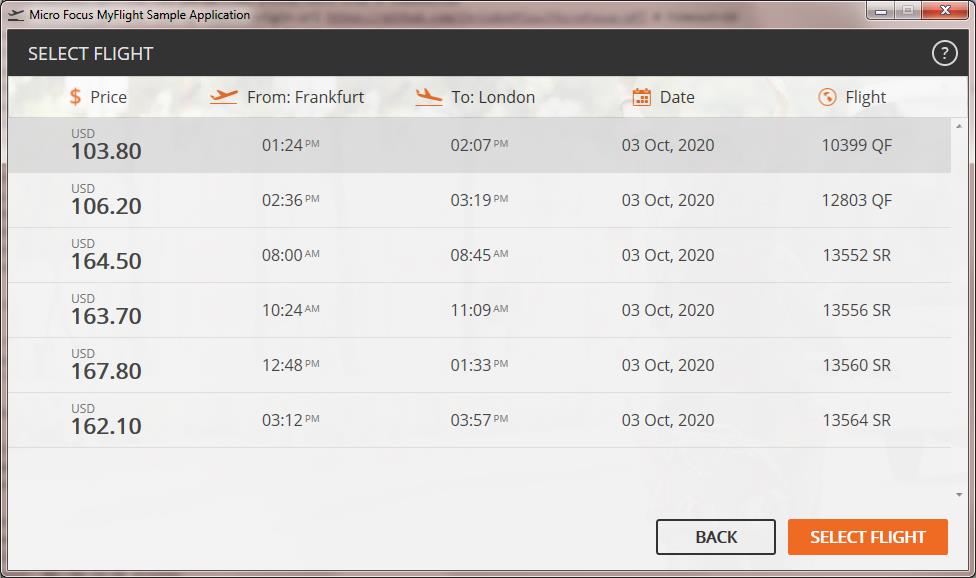 Micro Focus MyFlight Sample Application
SELECT FLIGHT ?
$ Price From: Frankfurt To: London Date Flight
USD
103.80 01:24 PM 02:07 PM 03 Oct, 2020 10399 QF
USD
106.20 02:36 PM 03:19 PM 03 Oct, 2020 12803 QF
USD
164.50 08:00 AM 08:45 AM 03 Oct, 2020 13552 SR
USD
163.70 10:24 AM 11:09 AM 03 Oct, 2020 13556 SR
USD
167.80 12:48 PM 01:33 PM 03 Oct, 2020 13560 SR
USD
162.10 03:12 PM 03:57 PM 03 Oct, 2020 13564 SR
BACK SELECT FLIGHT